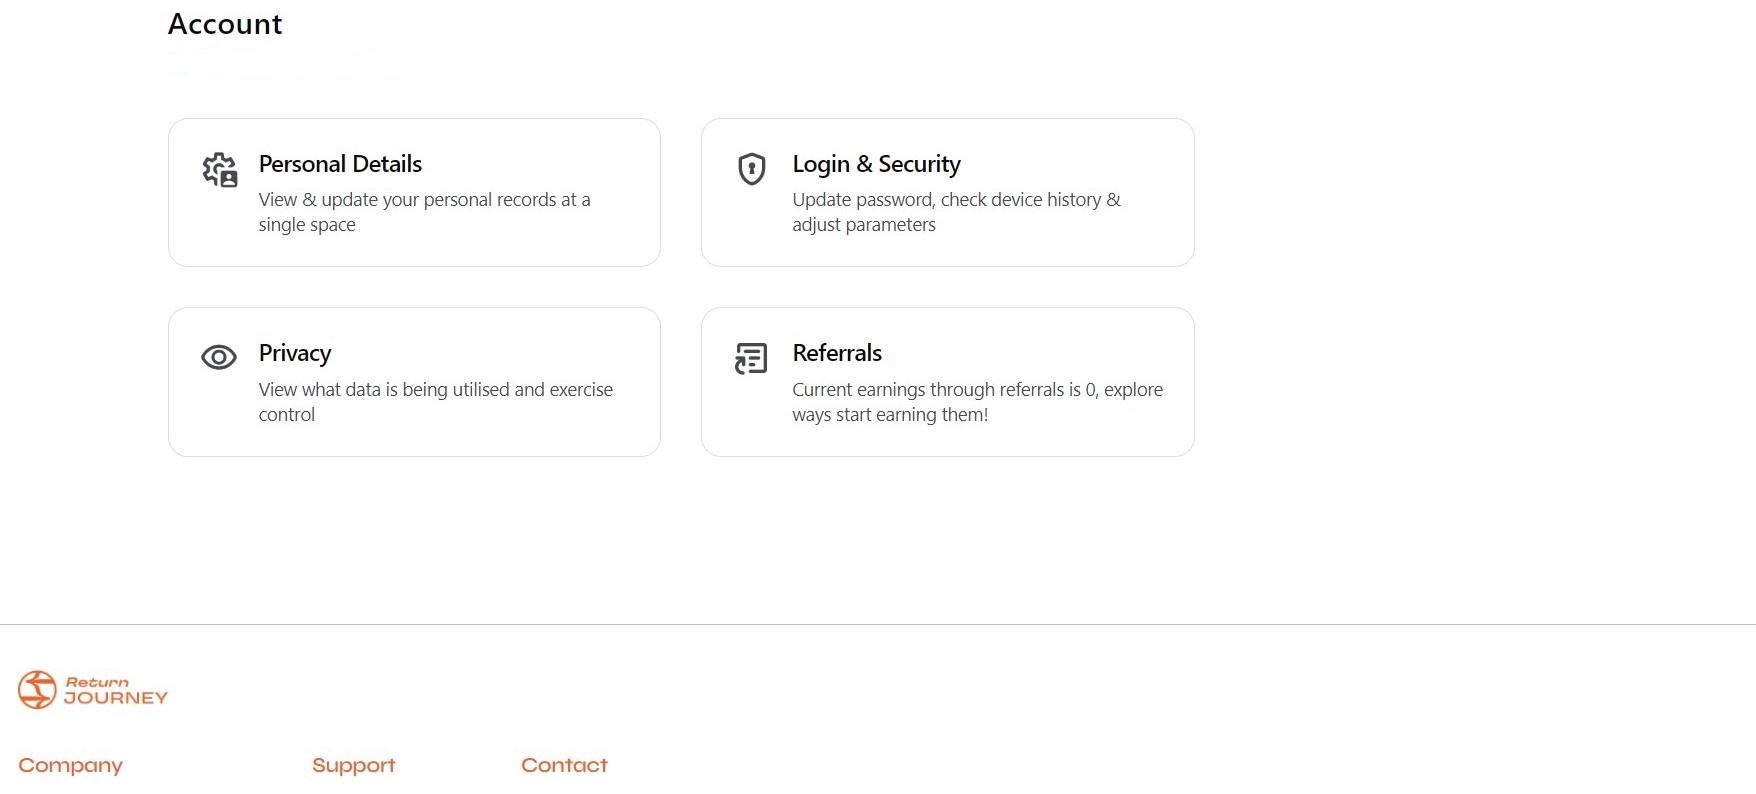 Account
Personal Details
View & update your personal records at a
single space
Login & Security
Update password, check device history &
adjust parameters
Privacy
View what data is being utilised and exercise
control
Referrals
Current earnings through referrals is 0, explore
ways start earning them!
Return
JOURNEY
Company
Support
Contact